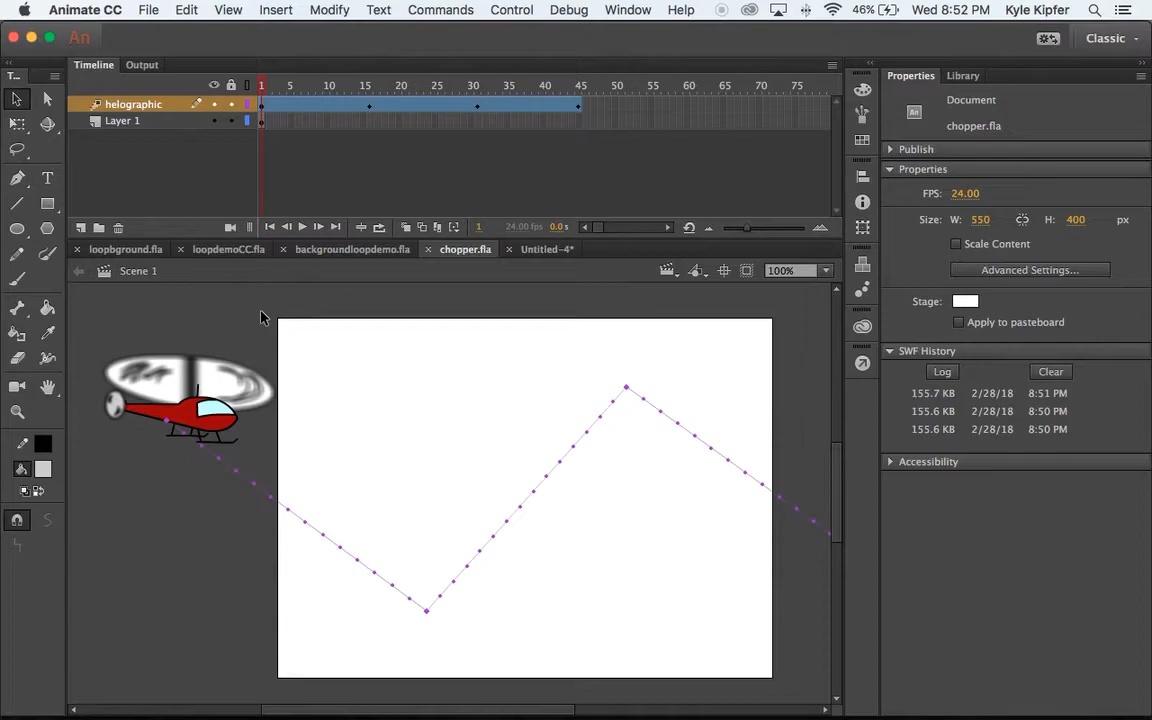 Animate CC File Edit View Insert Modify Text Commands Control Debug Window Help 46% Wed 8:52 PM Kyle Kipfer
An Classic
T... Timeline Output Properties Library
1 5 10 15 20 25 30 35 40 45 50 55 60 65 70 75
helographic
Layer 1
Document
An chopper.fla
Publish
Properties
FPS: 24.00
Size: W: 550 H: 400 px
Scale Content
Advanced Settings...
Stage:
Apply to pasteboard
SWF History
Log Clear
155.7 KB 2/28/18 8:51 PM
155.6 KB 2/28/18 8:50 PM
155.6 KB 2/28/18 8:50 PM
Accessibility
1 24.00 fps 0.0 s
loopbground.fla loopdemoCC.fla backgroundloopdemo.fla chopper.fla Untitled-4*
Scene 1 100%
T